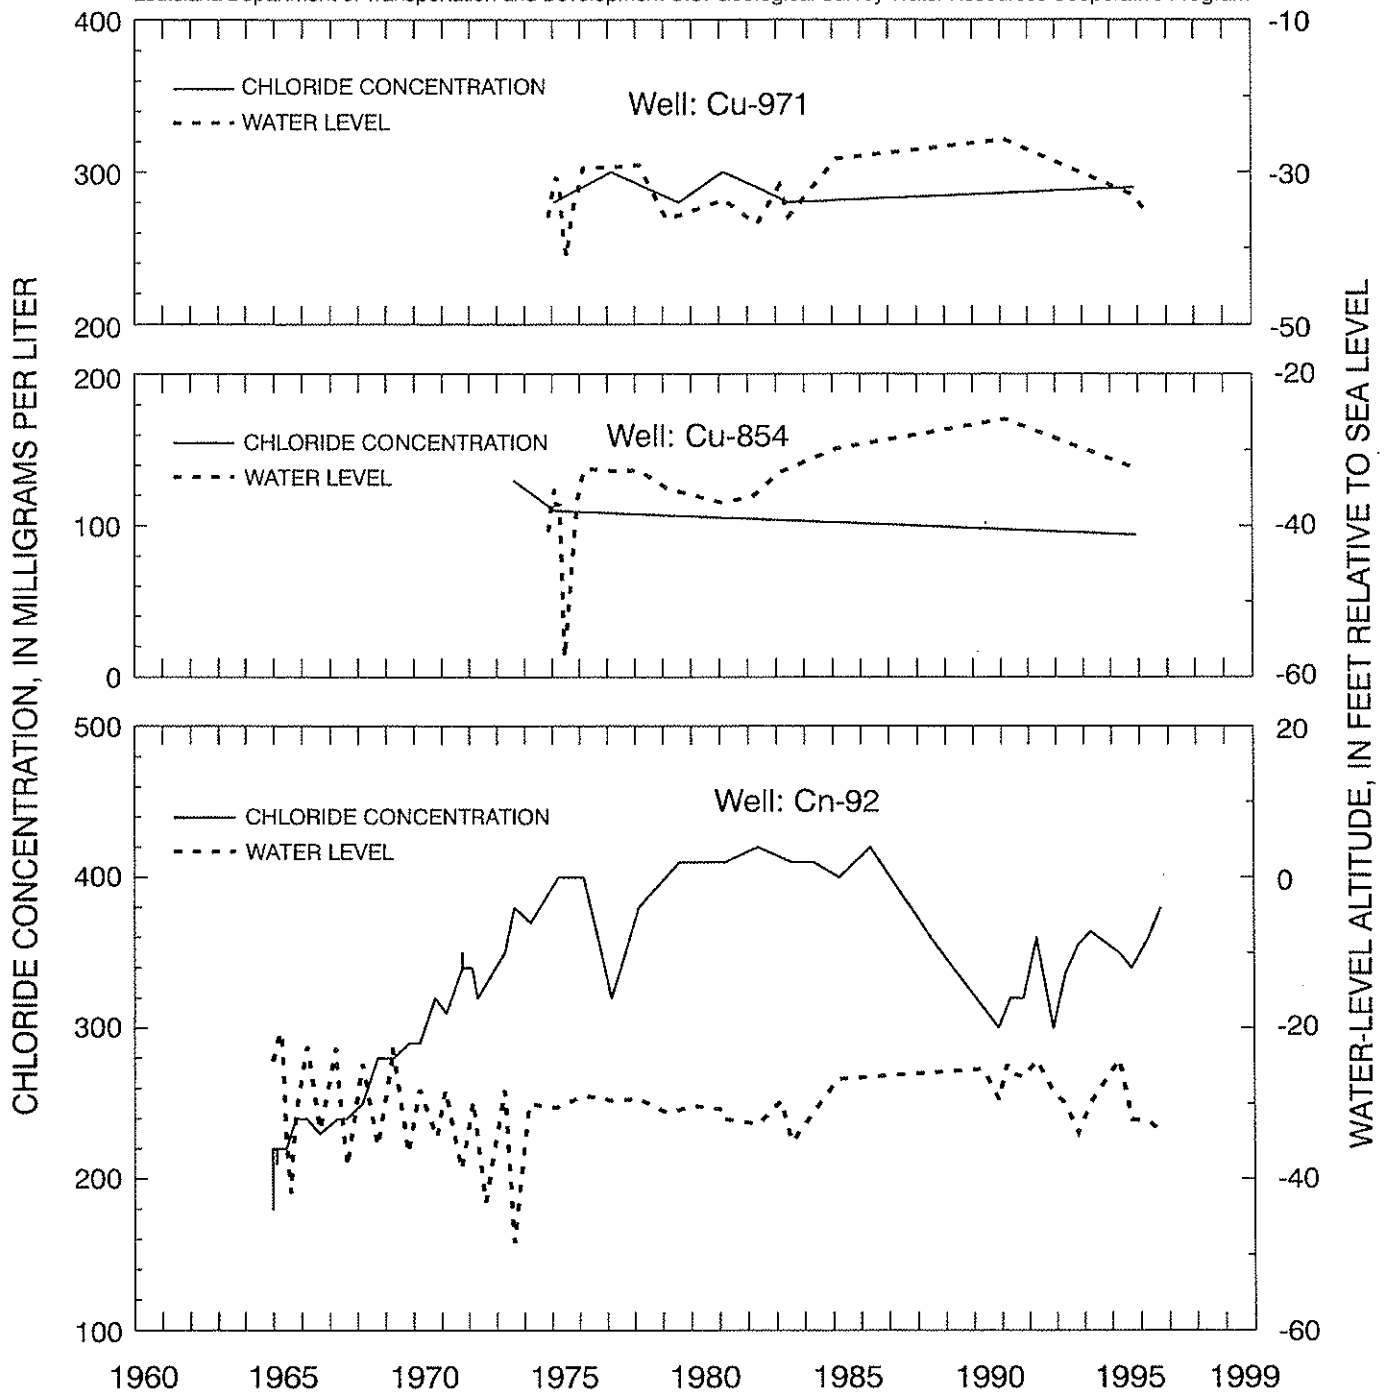 400
-10
CHLORIDE CONCENTRATION
WATER LEVEL
Well: Cu-971
300
-30
200
-50
200
-20
CHLORIDE CONCENTRATION
WATER LEVEL
Well: Cu-854
100
-40
0
-60
500
20
CHLORIDE CONCENTRATION
WATER LEVEL
Well: Cn-92
400
0
300
-20
200
-40
100
-60
1960 1965 1970 1975 1980 1985 1990 1995 1999
CHLORIDE CONCENTRATION, IN MILLIGRAMS PER LITER
WATER-LEVEL ALTITUDE, IN FEET RELATIVE TO SEA LEVEL